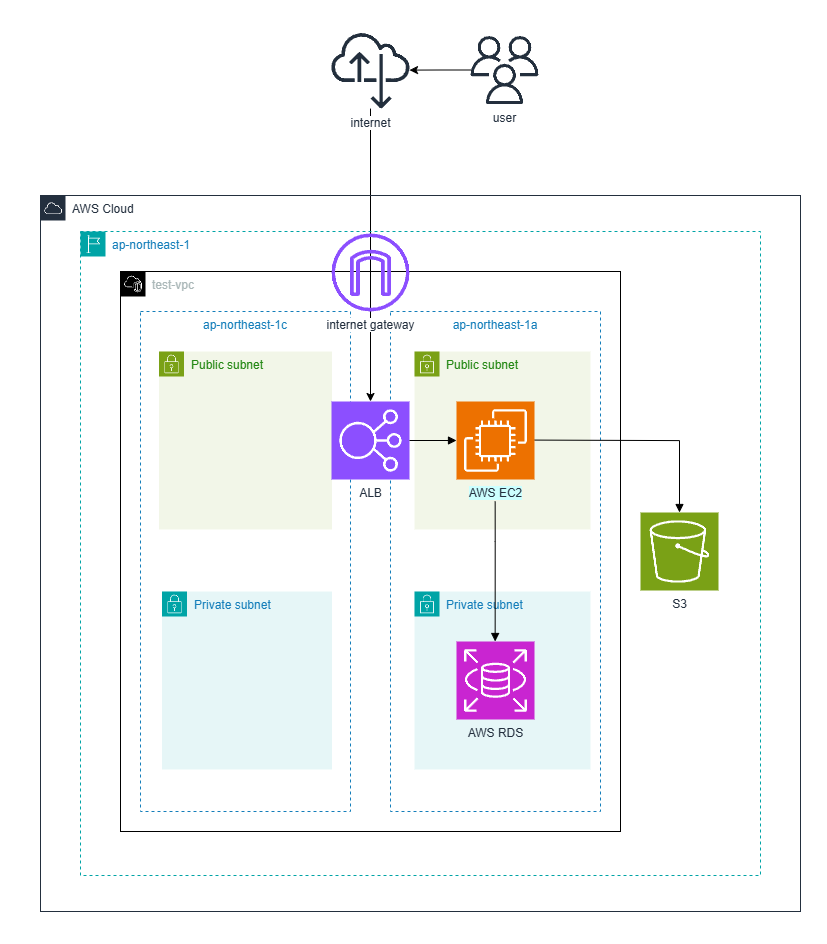 internet
user
AWS Cloud
ap-northeast-1
test-vpc
ap-northeast-1c
internet gateway
ap-northeast-1a
Public subnet
Public subnet
ALB
AWS EC2
S3
Private subnet
Private subnet
AWS RDS